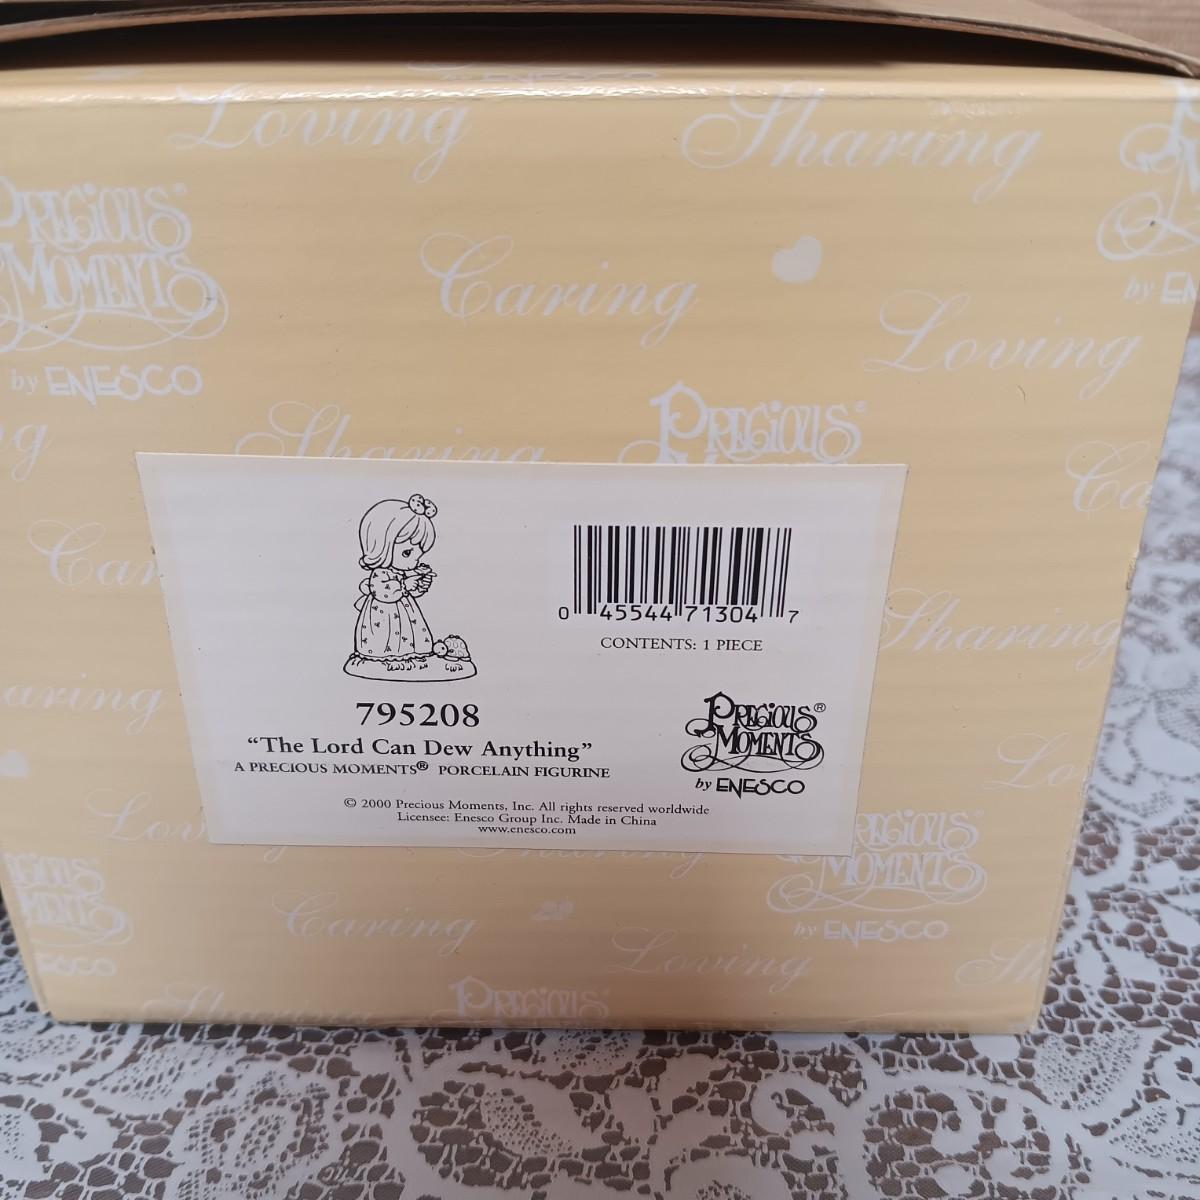 by ENESCO
Loving
Sharing
PRECIOUS
MOMENTS
by ENESCO
Caring
Loving
Sharing
PRECIOUS
Sharing
0 45544 71304 7
CONTENTS: 1 PIECE
795208
"The Lord Can Dew Anything"
A PRECIOUS MOMENTS® PORCELAIN FIGURINE
PRECIOUS®
MOMENTS
by ENESCO
© 2000 Precious Moments, Inc. All rights reserved worldwide
Licensee: Enesco Group Inc. Made in China
www.enesco.com
PRECIOUS
MOMENTS
by ENESCO
Caring
Loving
Sharing
PRECIOUS